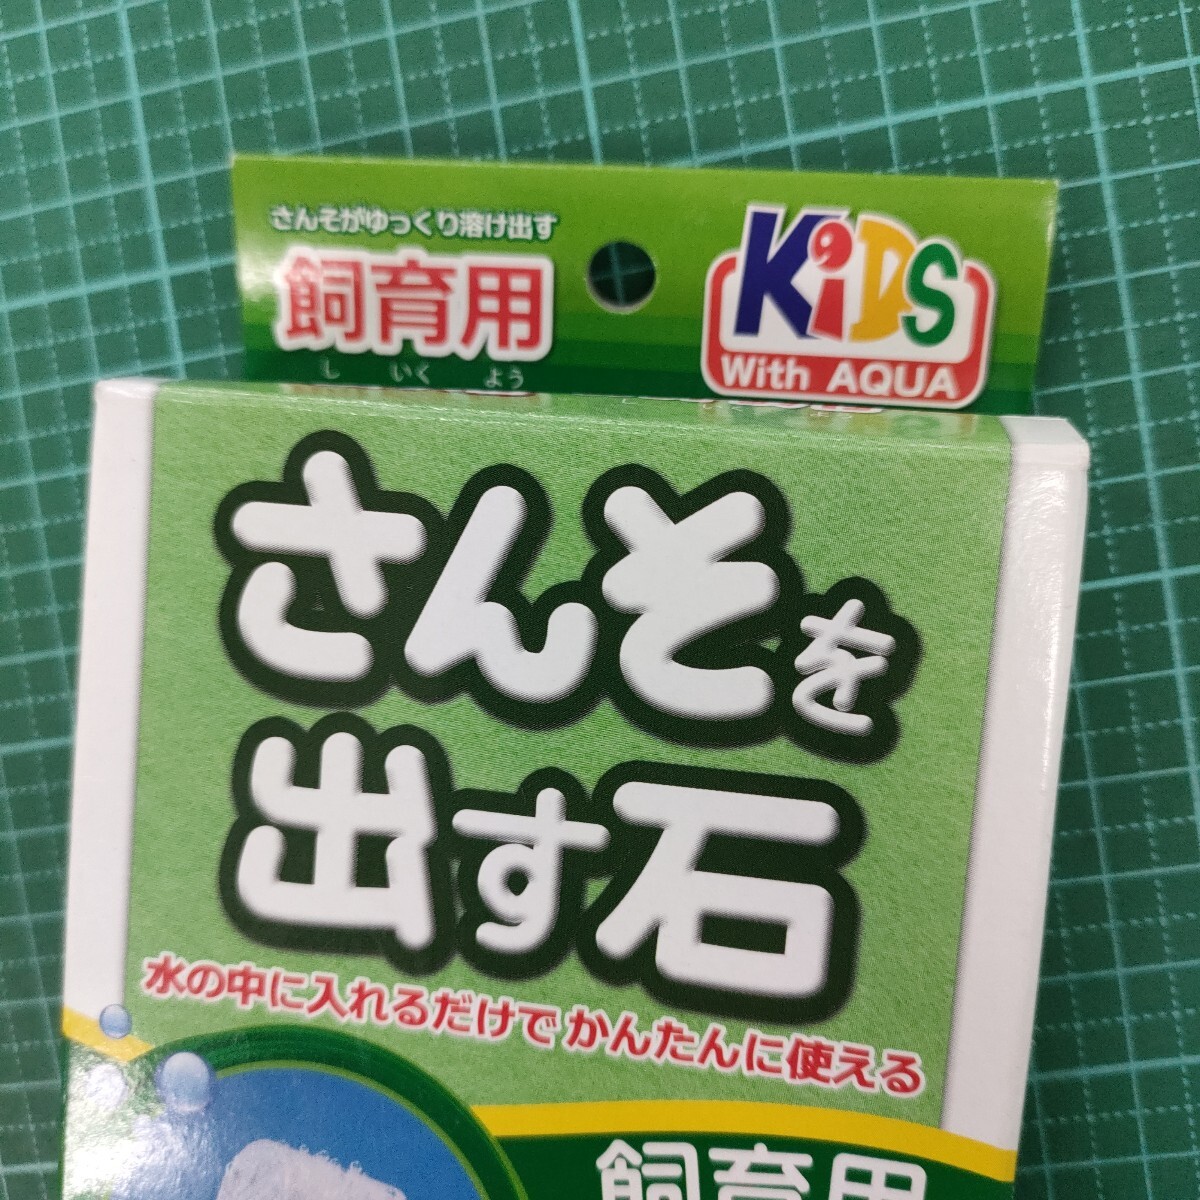 さんそがゆっくり溶け出す
飼育用
しいくよう
KiDS
With AQUA
さんそを
出す石
水の中に入れるだけで かんたんに使える
飼育用